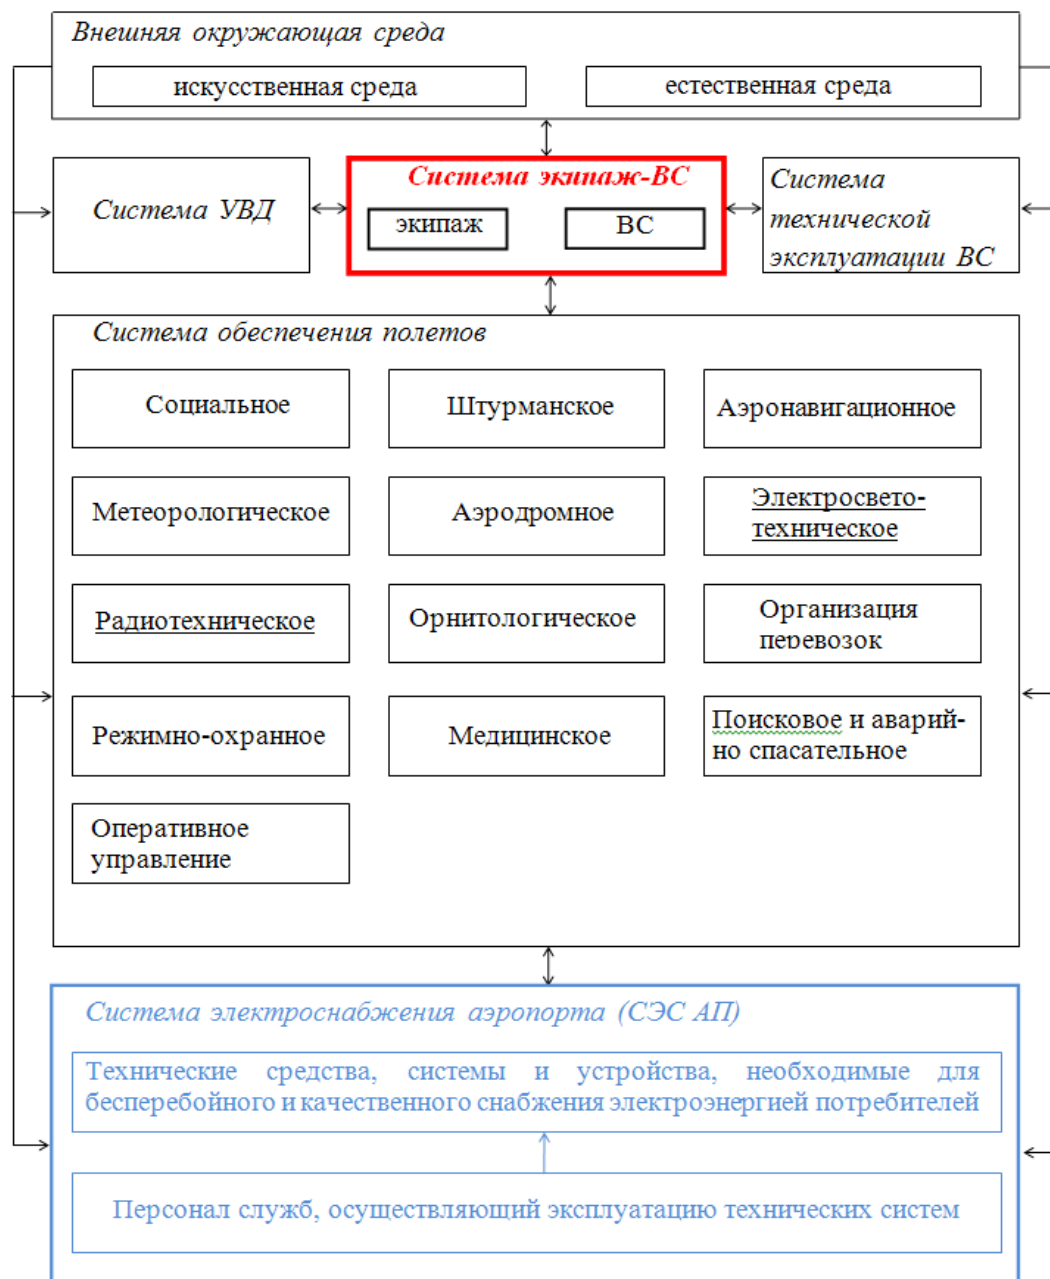 Внешняя окружающая среда
искусственная среда
естественная среда
Система УВД
Система экипаж-ВС
экипаж
ВС
Система
технической
эксплуатации ВС
Система обеспечения полетов
Социальное
Штурманское
Аэронавигационное
Метеорологическое
Аэродромное
Электросвето-
техническое
Радиотехническое
Орнитологическое
Организация
перевозок
Режимно-охранное
Медицинское
Поисковое и аварий-
но спасательное
Оперативное
управление
Система электроснабжения аэропорта (СЭС АП)
Технические средства, системы и устройства, необходимые для
бесперебойного и качественного снабжения электроэнергией потребителей
Персонал служб, осуществляющий эксплуатацию технических систем